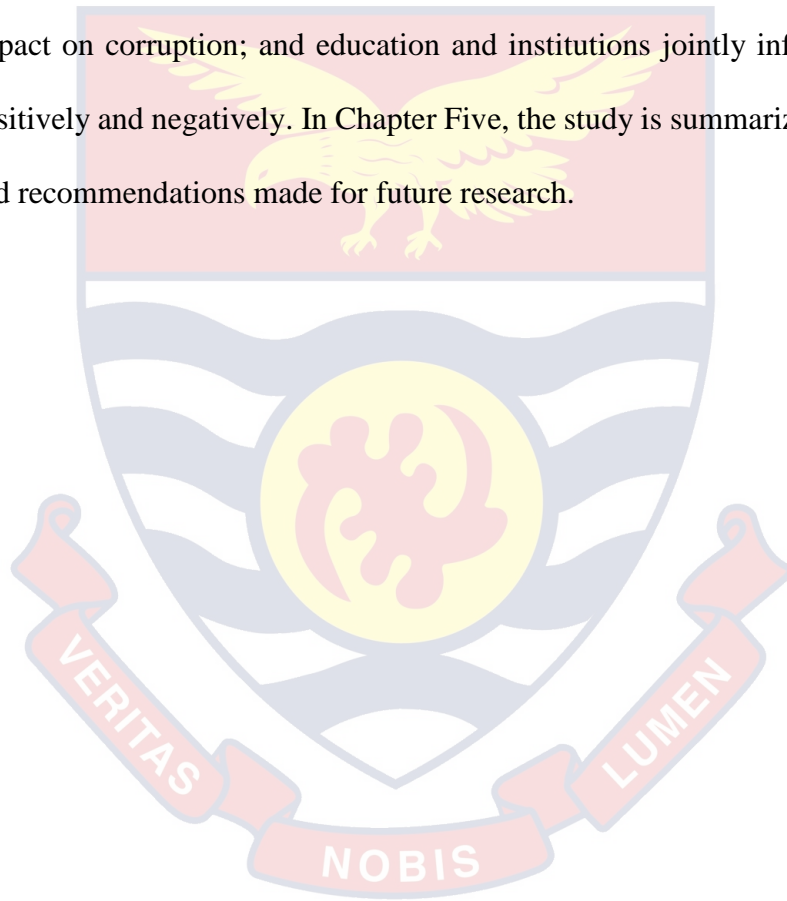 pact on corruption; and education and institutions jointly inf
sitively and negatively. In Chapter Five, the study is summariz
d recommendations made for future research.
VERITAS
NOBIS
LUMEN